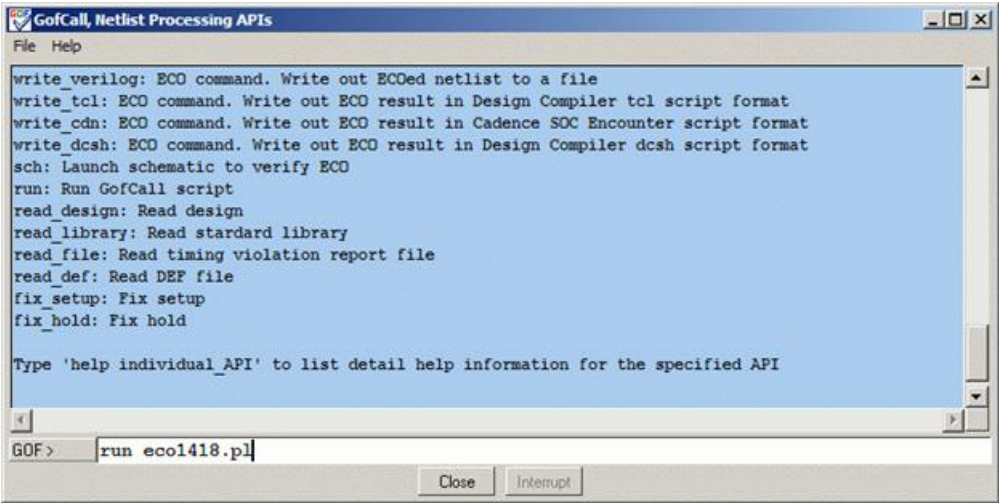 GofCall, Netlist Processing APIs
File Help
write_verilog: ECO command. Write out ECOed netlist to a file
write_tcl: ECO command. Write out ECO result in Design Compiler tcl script format
write_cdn: ECO command. Write out ECO result in Cadence SOC Encounter script format
write_dcsh: ECO command. Write out ECO result in Design Compiler dcsh script format
sch: Launch schematic to verify ECO
run: Run GofCall script
read_design: Read design
read_library: Read stardard library
read_file: Read timing violation report file
read_def: Read DEF file
fix_setup: Fix setup
fix_hold: Fix hold
Type 'help individual_API' to list detail help information for the specified API
GOF > run eco1418.pl
Close Interrupt